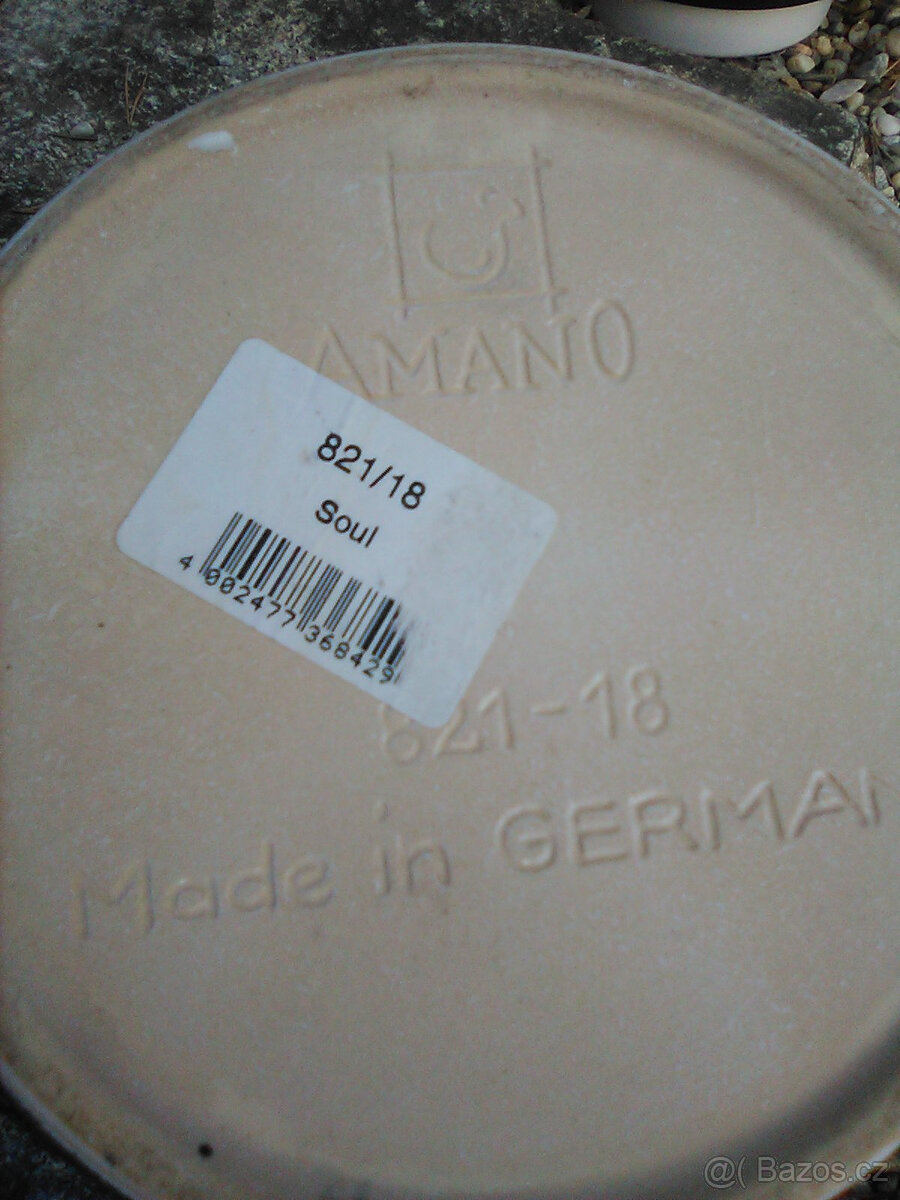 AMANO
821/18
Soul
4 002477 368429
821-18
Made in GERMAN
@( Bazos.cz